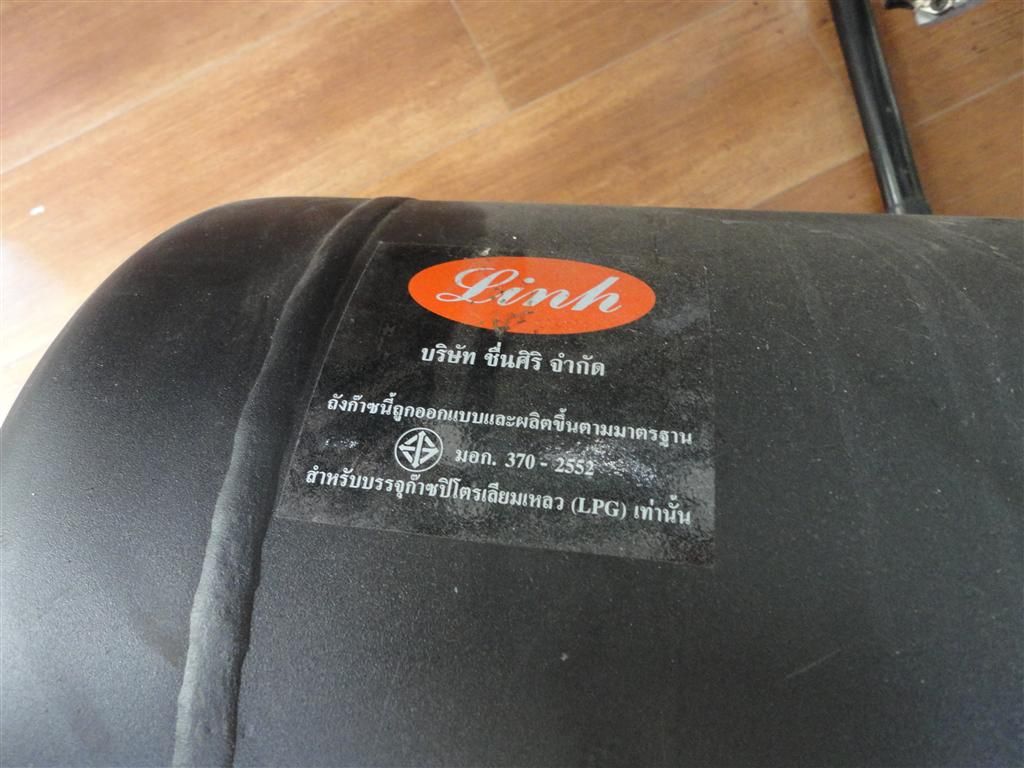 Linh
บริษัท ชื่นศิริ จำกัด
ถังก๊าซนี้ถูกออกแบบและผลิตขึ้นตามมาตรฐาน
มอก. 370 - 2552
สำหรับบรรจุก๊าซปิโตรเลียมเหลว (LPG) เท่านั้น